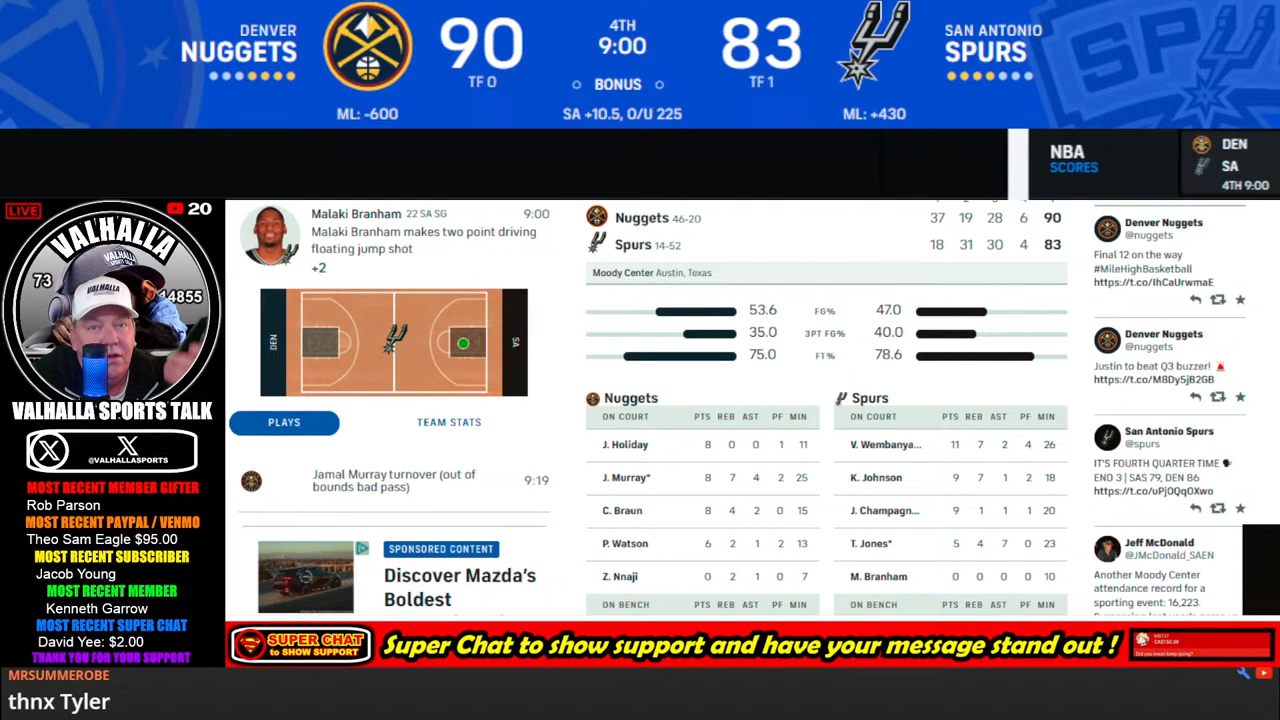 DENVER
NUGGETS
90
TF 0
ML: -600
4TH
9:00
BONUS
SA +10.5, O/U 225
83
TF 1
ML: +430
SAN ANTONIO
SPURS
SPU
NBA
SCORES
DEN
SA
4TH 9:00
LIVE
20
VALHALLA
73
14855
VALHALLA
VALHALLA SPORTS TALK
@VALHALLASPORTS
MOST RECENT MEMBER GIFTER
Rob Parson
MOST RECENT PAYPAL / VENMO
Theo Sam Eagle $95.00
MOST RECENT SUBSCRIBER
Jacob Young
MOST RECENT MEMBER
Kenneth Garrow
MOST RECENT SUPER CHAT
David Yee: $2.00
THANK YOU FOR YOUR SUPPORT
Malaki Branham 22 SA SG 9:00
Malaki Branham makes two point driving
floating jump shot
+2
DEN
SA
PLAYS
TEAM STATS
Jamal Murray turnover (out of
bounds bad pass)
9:19
SPONSORED CONTENT
Discover Mazda's
Boldest
Nuggets 46-20 37 19 28 6 90
Spurs 14-52 18 31 30 4 83
Moody Center Austin, Texas
53.6 FG% 47.0
35.0 3PT FG% 40.0
75.0 FT% 78.6
Nuggets
ON COURT PTS REB AST PF MIN
J. Holiday 8 0 0 1 11
J. Murray* 8 7 4 2 25
C. Braun 8 4 2 0 15
P. Watson 6 2 1 2 13
Z. Nnaji 0 2 1 0 7
ON BENCH PTS REB AST PF MIN
Spurs
ON COURT PTS REB AST PF MIN
V. Wembanya... 11 7 2 4 26
K. Johnson 9 7 1 2 18
J. Champagn... 9 1 1 1 20
T. Jones* 5 4 7 0 23
M. Branham 0 0 0 0 10
ON BENCH PTS REB AST PF MIN
Denver Nuggets
@nuggets
Final 12 on the way
#MileHighBasketball
https://t.co/IhCaUrwmaE
Denver Nuggets
@nuggets
Justin to beat Q3 buzzer! 🚨
https://t.co/M8Dy5jB2GB
San Antonio Spurs
@spurs
IT'S FOURTH QUARTER TIME 🗣
END 3 | SAS 79, DEN 86
https://t.co/uPjOQqOXwo
Jeff McDonald
@JMcDonald_SAEN
Another Moody Center
attendance record for a
sporting event: 16,223.
SUPER CHAT
to SHOW SUPPORT
Super Chat to show support and have your message stand out !
CA$150.00
Did you mean keep going?
MRSUMMEROBE
thnx Tyler